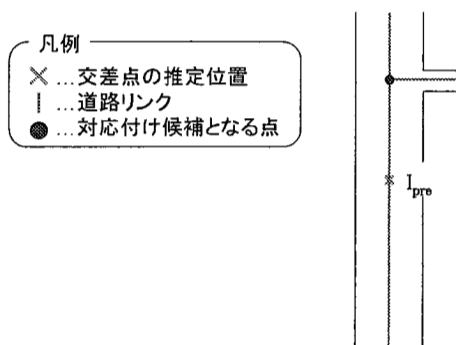 凡例
× …交差点の推定位置
| …道路リンク
● …対応付け候補となる点
I_pre